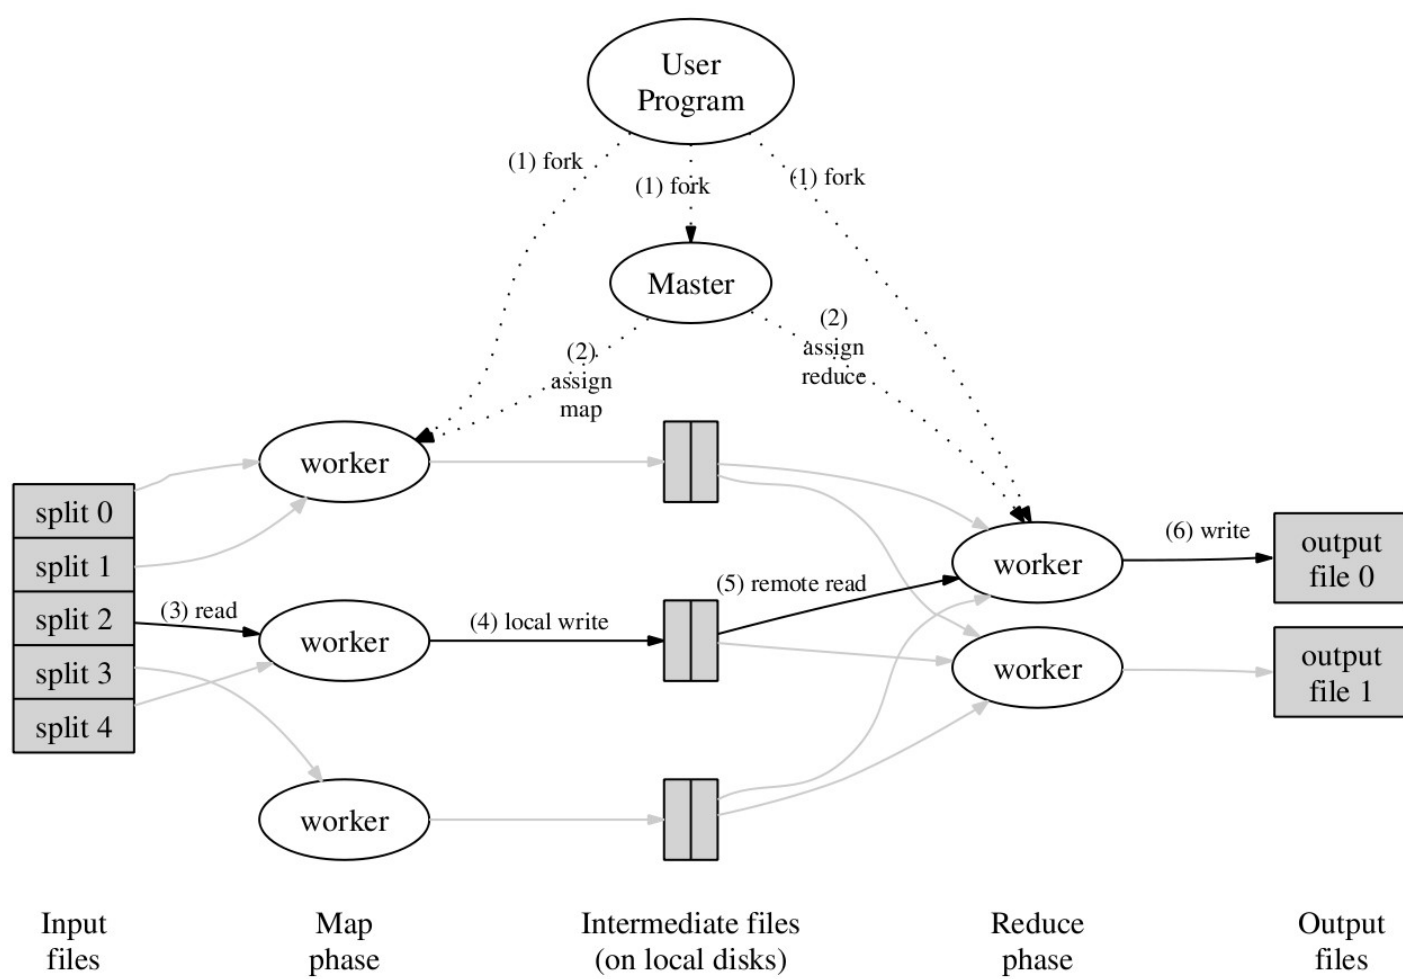 User
Program
(1) fork
(1) fork
(1) fork
Master
(2)
assign
map
(2)
assign
reduce
split 0
split 1
split 2
split 3
split 4
(3) read
worker
worker
worker
(4) local write
(5) remote read
worker
worker
(6) write
output
file 0
output
file 1
Input
files
Map
phase
Intermediate files
(on local disks)
Reduce
phase
Output
files